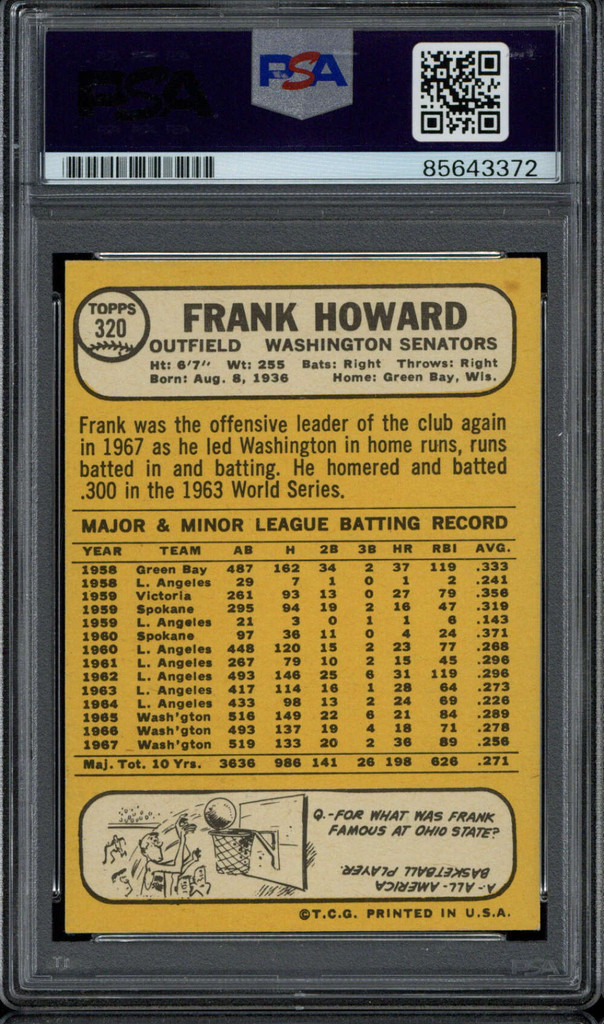 PSA
PSA
85643372
TOPPS
320
FRANK HOWARD
OUTFIELD WASHINGTON SENATORS
Ht: 6'7" Wt: 255 Bats: Right Throws: Right
Born: Aug. 8, 1936 Home: Green Bay, Wis.
Frank was the offensive leader of the club again
in 1967 as he led Washington in home runs, runs
batted in and batting. He homered and batted
.300 in the 1963 World Series.
MAJOR & MINOR LEAGUE BATTING RECORD
YEAR TEAM AB H 2B 3B HR RBI AVG.
1958 Green Bay 487 162 34 2 37 119 .333
1958 L. Angeles 29 7 1 0 1 2 .241
1959 Victoria 261 93 13 0 27 79 .356
1959 Spokane 295 94 19 2 16 47 .319
1959 L. Angeles 21 3 0 1 1 6 .143
1960 Spokane 97 36 11 0 4 24 .371
1960 L. Angeles 448 120 15 2 23 77 .268
1961 L. Angeles 267 79 10 2 15 45 .296
1962 L. Angeles 493 146 25 6 31 119 .296
1963 L. Angeles 417 114 16 1 28 64 .273
1964 L. Angeles 433 98 13 2 24 69 .226
1965 Wash'gton 516 149 22 6 21 84 .289
1966 Wash'gton 493 137 19 4 18 71 .278
1967 Wash'gton 519 133 20 2 36 89 .256
Maj. Tot. 10 Yrs. 3636 986 141 26 198 626 .271
Q.-FOR WHAT WAS FRANK
FAMOUS AT OHIO STATE?
A.-ALL-AMERICA
BASKETBALL PLAYER.
©T.C.G. PRINTED IN U.S.A.
PSA